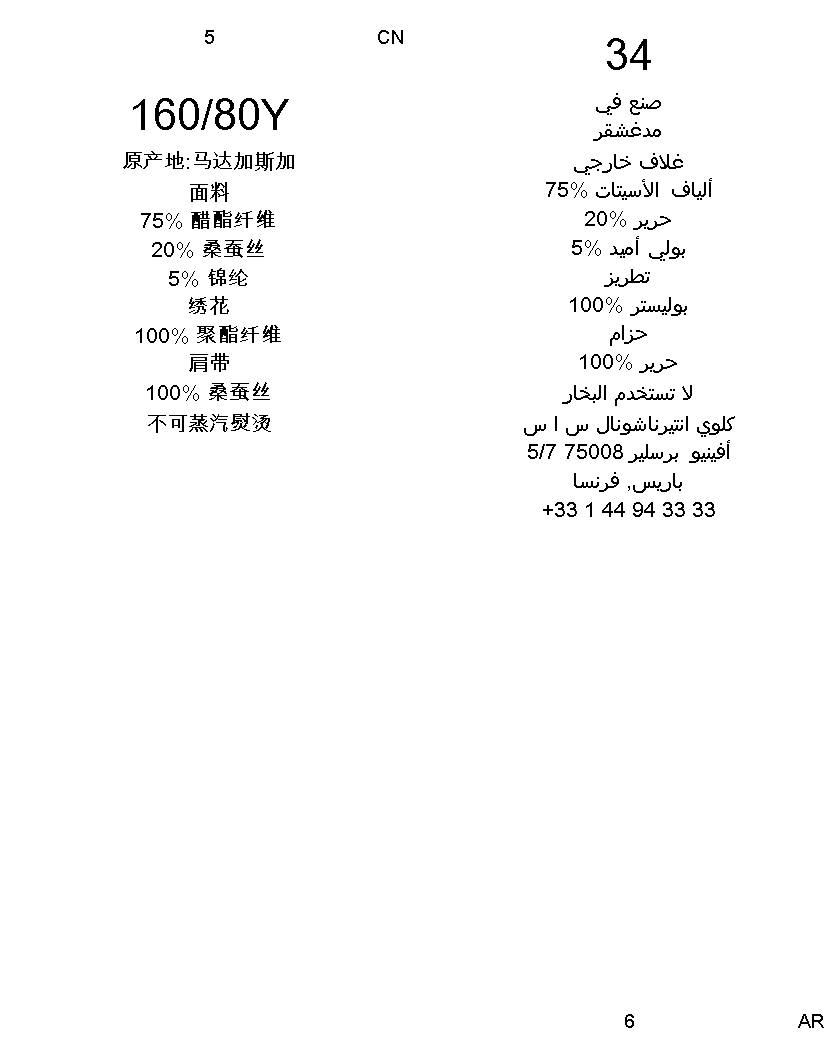 5
CN
160/80Y
原产地:马达加斯加
面料
75% 醋酯纤维
20% 桑蚕丝
5% 锦纶
绣花
100% 聚酯纤维
肩带
100% 桑蚕丝
不可蒸汽熨烫
34
صنع في
مدغشقر
غلاف خارجي
ألياف الأسيتات %75
حرير %20
بولي أميد %5
تطريز
بوليستر %100
حزام
حرير %100
لا تستخدم البخار
كلوي انتيرناشونال س ا س
أفينيو برسلير 75008 5/7
باريس, فرنسا
+33 1 44 94 33 33
6
AR